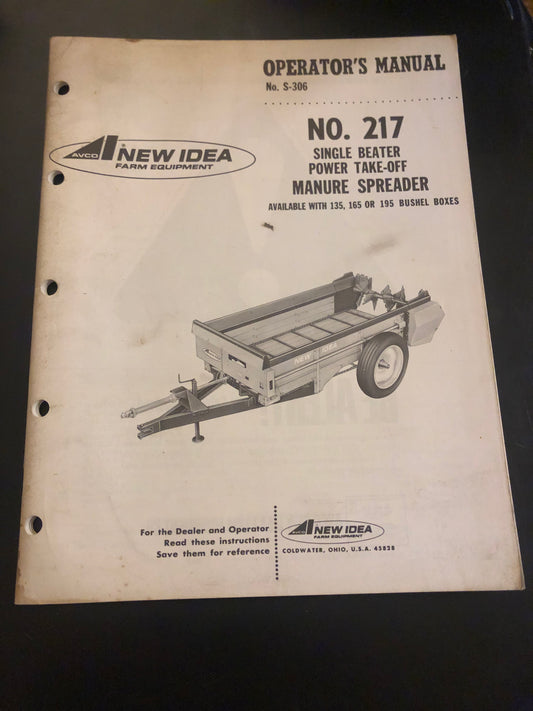 OPERATOR'S MANUAL
No. S-306
AVCO NEW IDEA
FARM EQUIPMENT
NO. 217
SINGLE BEATER
POWER TAKE-OFF
MANURE SPREADER
AVAILABLE WITH 135, 165 OR 195 BUSHEL BOXES
NEW IDEA
For the Dealer and Operator
Read these instructions
Save them for reference
AVCO NEW IDEA
FARM EQUIPMENT
COLDWATER, OHIO, U.S.A. 45828